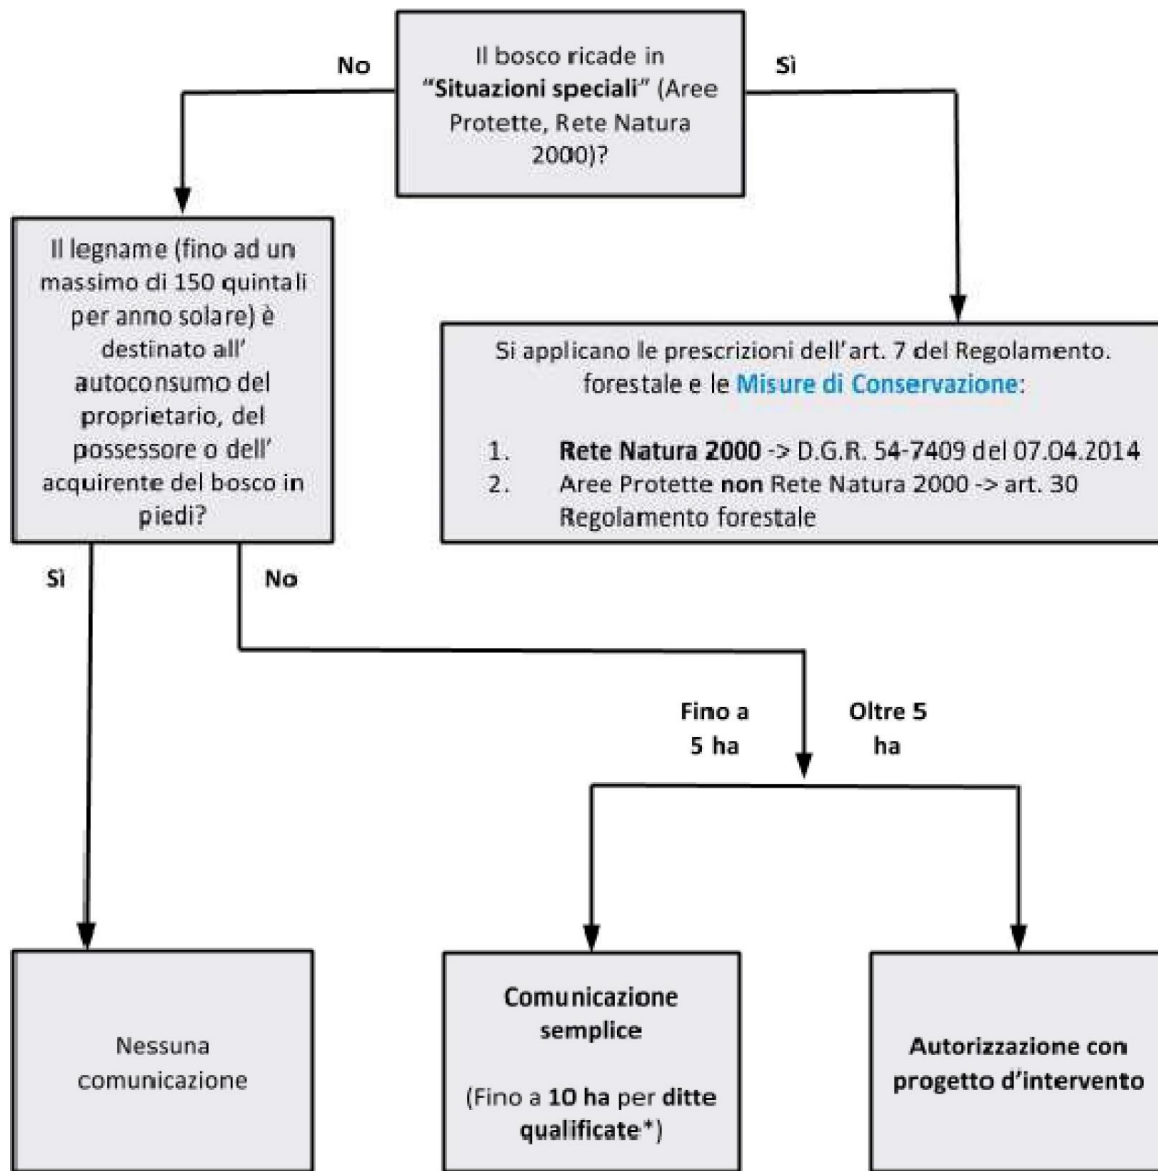 Il bosco ricade in
“Situazioni speciali” (Aree
Protette, Rete Natura
2000)?
No
Sì
Il legname (fino ad un
massimo di 150 quintali
per anno solare) è
destinato all’
autoconsumo del
proprietario, del
possessore o dell’
acquirente del bosco in
piedi?
Si applicano le prescrizioni dell’art. 7 del Regolamento.
forestale e le Misure di Conservazione:
1. Rete Natura 2000 -> D.G.R. 54-7409 del 07.04.2014
2. Aree Protette non Rete Natura 2000 -> art. 30
Regolamento forestale
Sì
No
Fino a
5 ha
Oltre 5
ha
Nessuna
comunicazione
Comunicazione
semplice
(Fino a 10 ha per ditte
qualificate*)
Autorizzazione con
progetto d’intervento